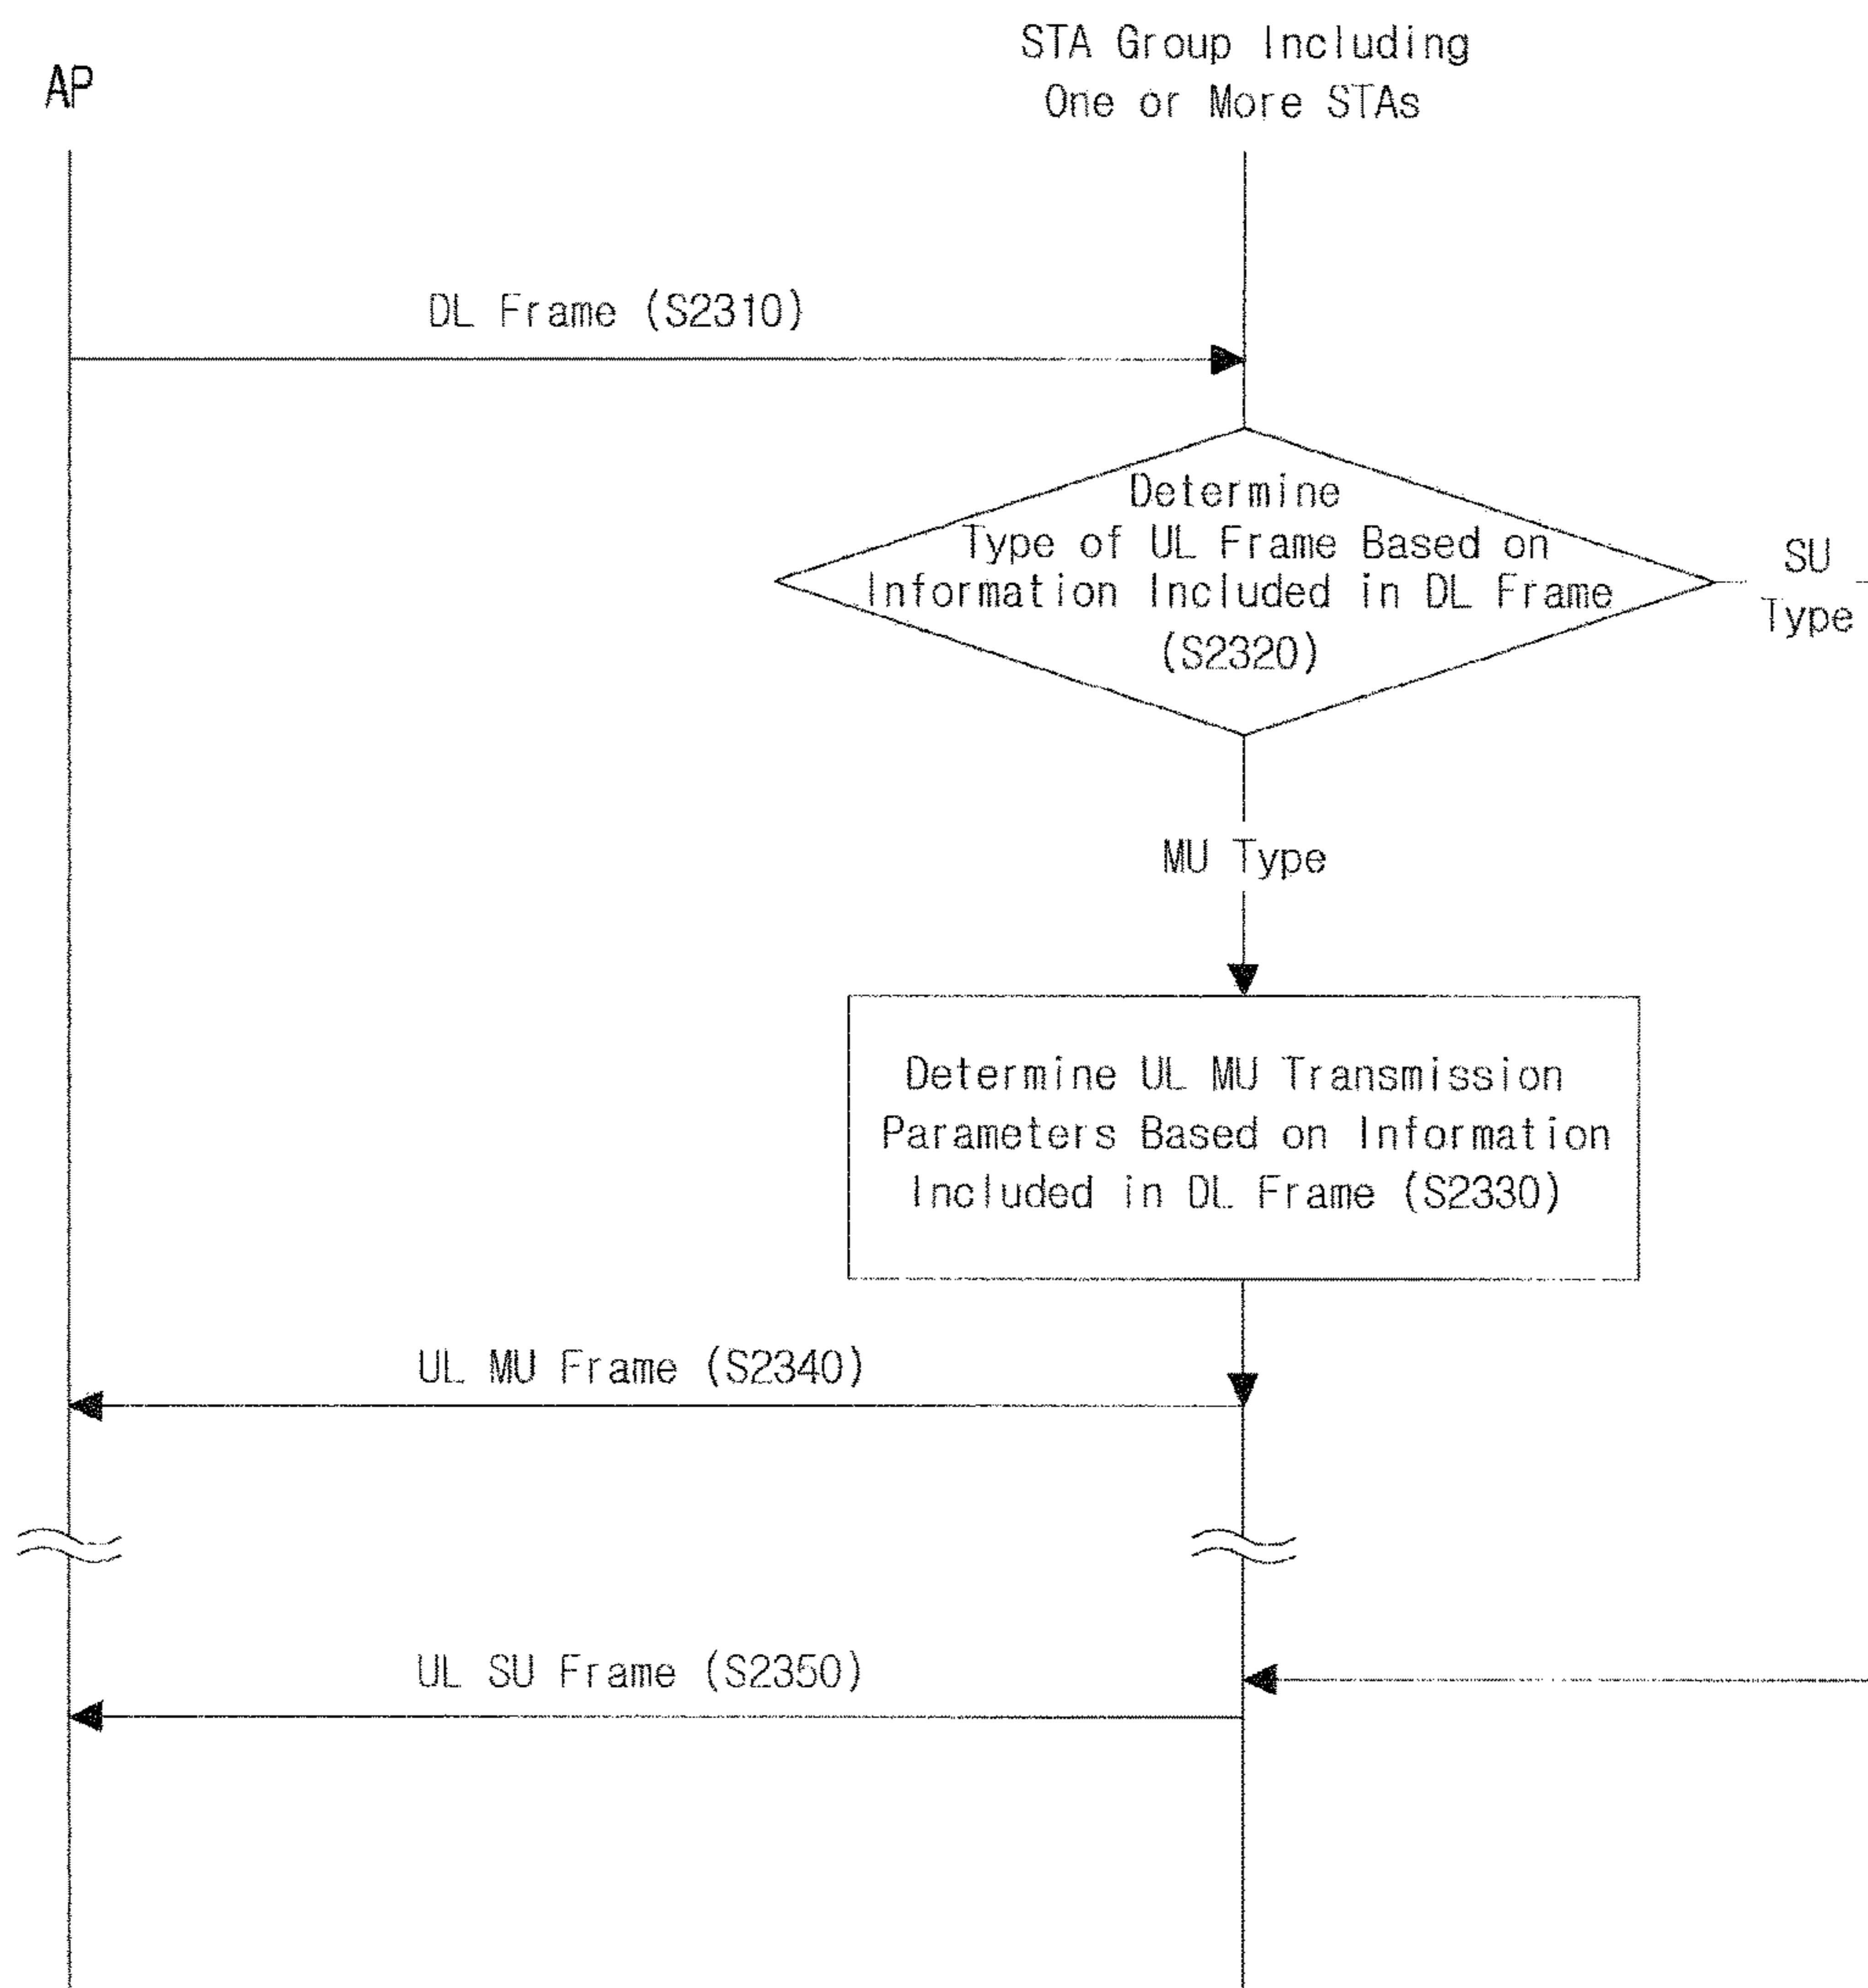 AP
STA Group Including
One or More STAs
DL Frame (S2310)
Determine
Type of UL Frame Based on
Information Included in DL Frame
(S2320)
SU
Type
MU Type
Determine UL MU Transmission
Parameters Based on Information
Included in DL Frame (S2330)
UL MU Frame (S2340)
UL SU Frame (S2350)